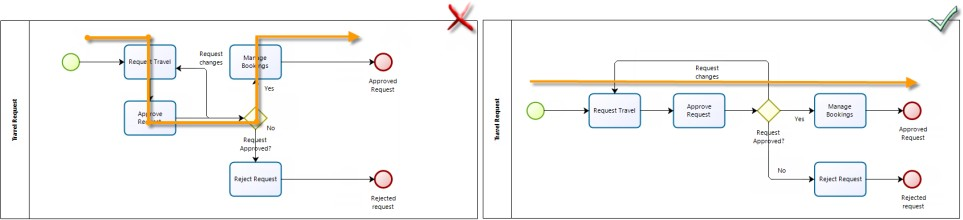 Travel Request
Request Travel
Request
changes
Manage
Bookings
Approved
Request
Approve
Request
Yes
No
Request
Approved?
Reject Request
Rejected
request
Travel Request
Request
changes
Request Travel
Approve
Request
Request
Approved?
Yes
Manage
Bookings
Approved
Request
No
Reject Request
Rejected
request